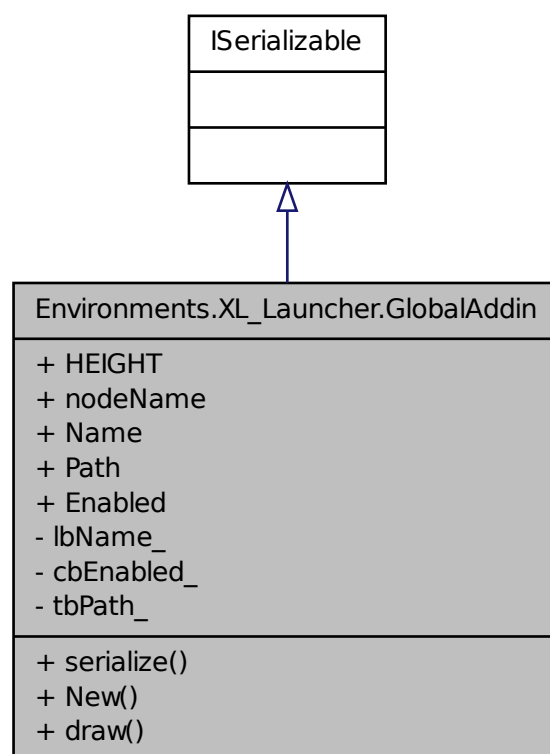 ISerializable
Environments.XL_Launcher.GlobalAddin
+ HEIGHT
+ nodeName
+ Name
+ Path
+ Enabled
- lbName_
- cbEnabled_
- tbPath_
+ serialize()
+ New()
+ draw()